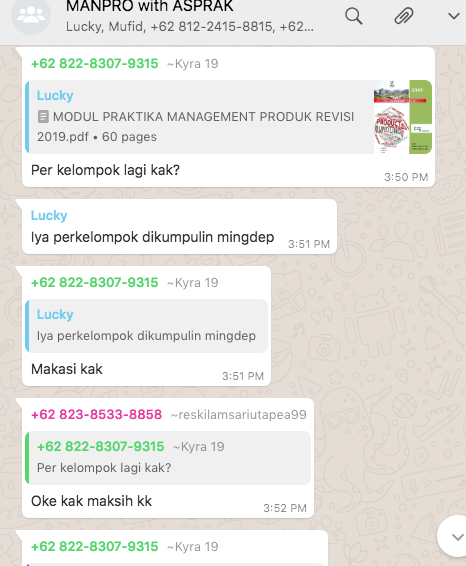 MANPRO with ASPRAK
Lucky, Mufid, +62 812-2415-8815, +62...
+62 822-8307-9315 ~Kyra 19
Lucky
MODUL PRAKTIKA MANAGEMENT PRODUK REVISI
2019.pdf • 60 pages
Per kelompok lagi kak?
3:50 PM
Lucky
Iya perkelompok dikumpulin mingdep
3:51 PM
+62 822-8307-9315 ~Kyra 19
Lucky
Iya perkelompok dikumpulin mingdep
Makasi kak
3:51 PM
+62 823-8533-8858 ~reskilamsariutapea99
+62 822-8307-9315 ~Kyra 19
Per kelompok lagi kak?
Oke kak maksih kk
3:52 PM
+62 822-8307-9315 ~Kyra 19